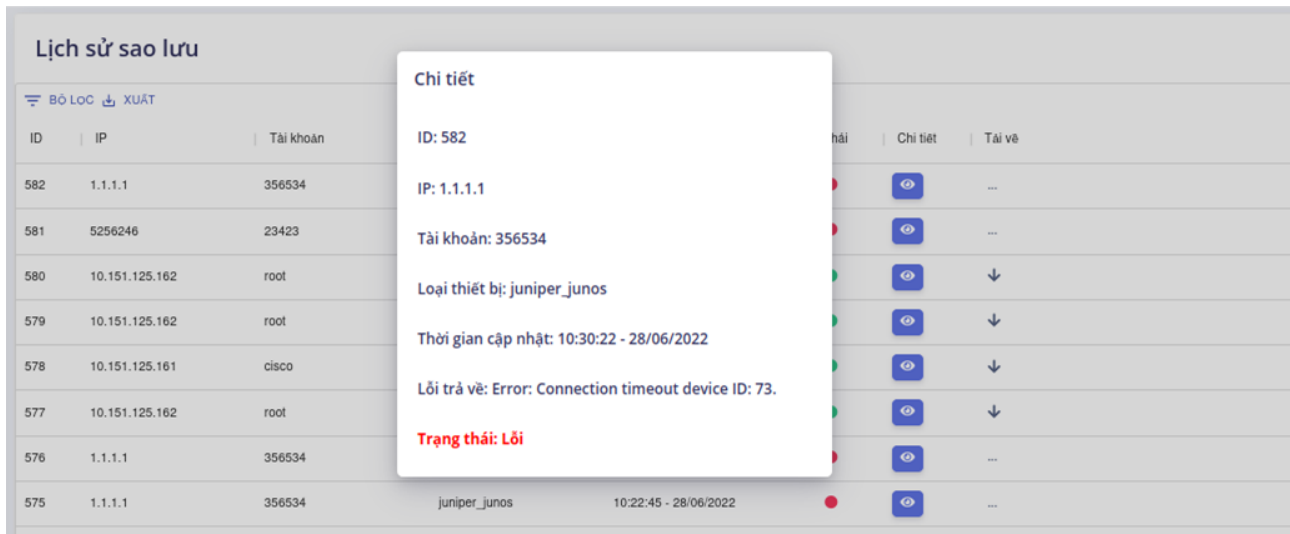 Lịch sử sao lưu
BỘ LỌC XUẤT
ID IP Tài khoản hái Chi tiết Tải về
582 1.1.1.1 356534 ...
581 5256246 23423 ...
580 10.151.125.162 root
579 10.151.125.162 root
578 10.151.125.161 cisco
577 10.151.125.162 root
576 1.1.1.1 356534 ...
575 1.1.1.1 356534 juniper_junos 10:22:45 - 28/06/2022 ...
Chi tiết
ID: 582
IP: 1.1.1.1
Tài khoản: 356534
Loại thiết bị: juniper_junos
Thời gian cập nhật: 10:30:22 - 28/06/2022
Lỗi trả về: Error: Connection timeout device ID: 73.
Trạng thái: Lỗi